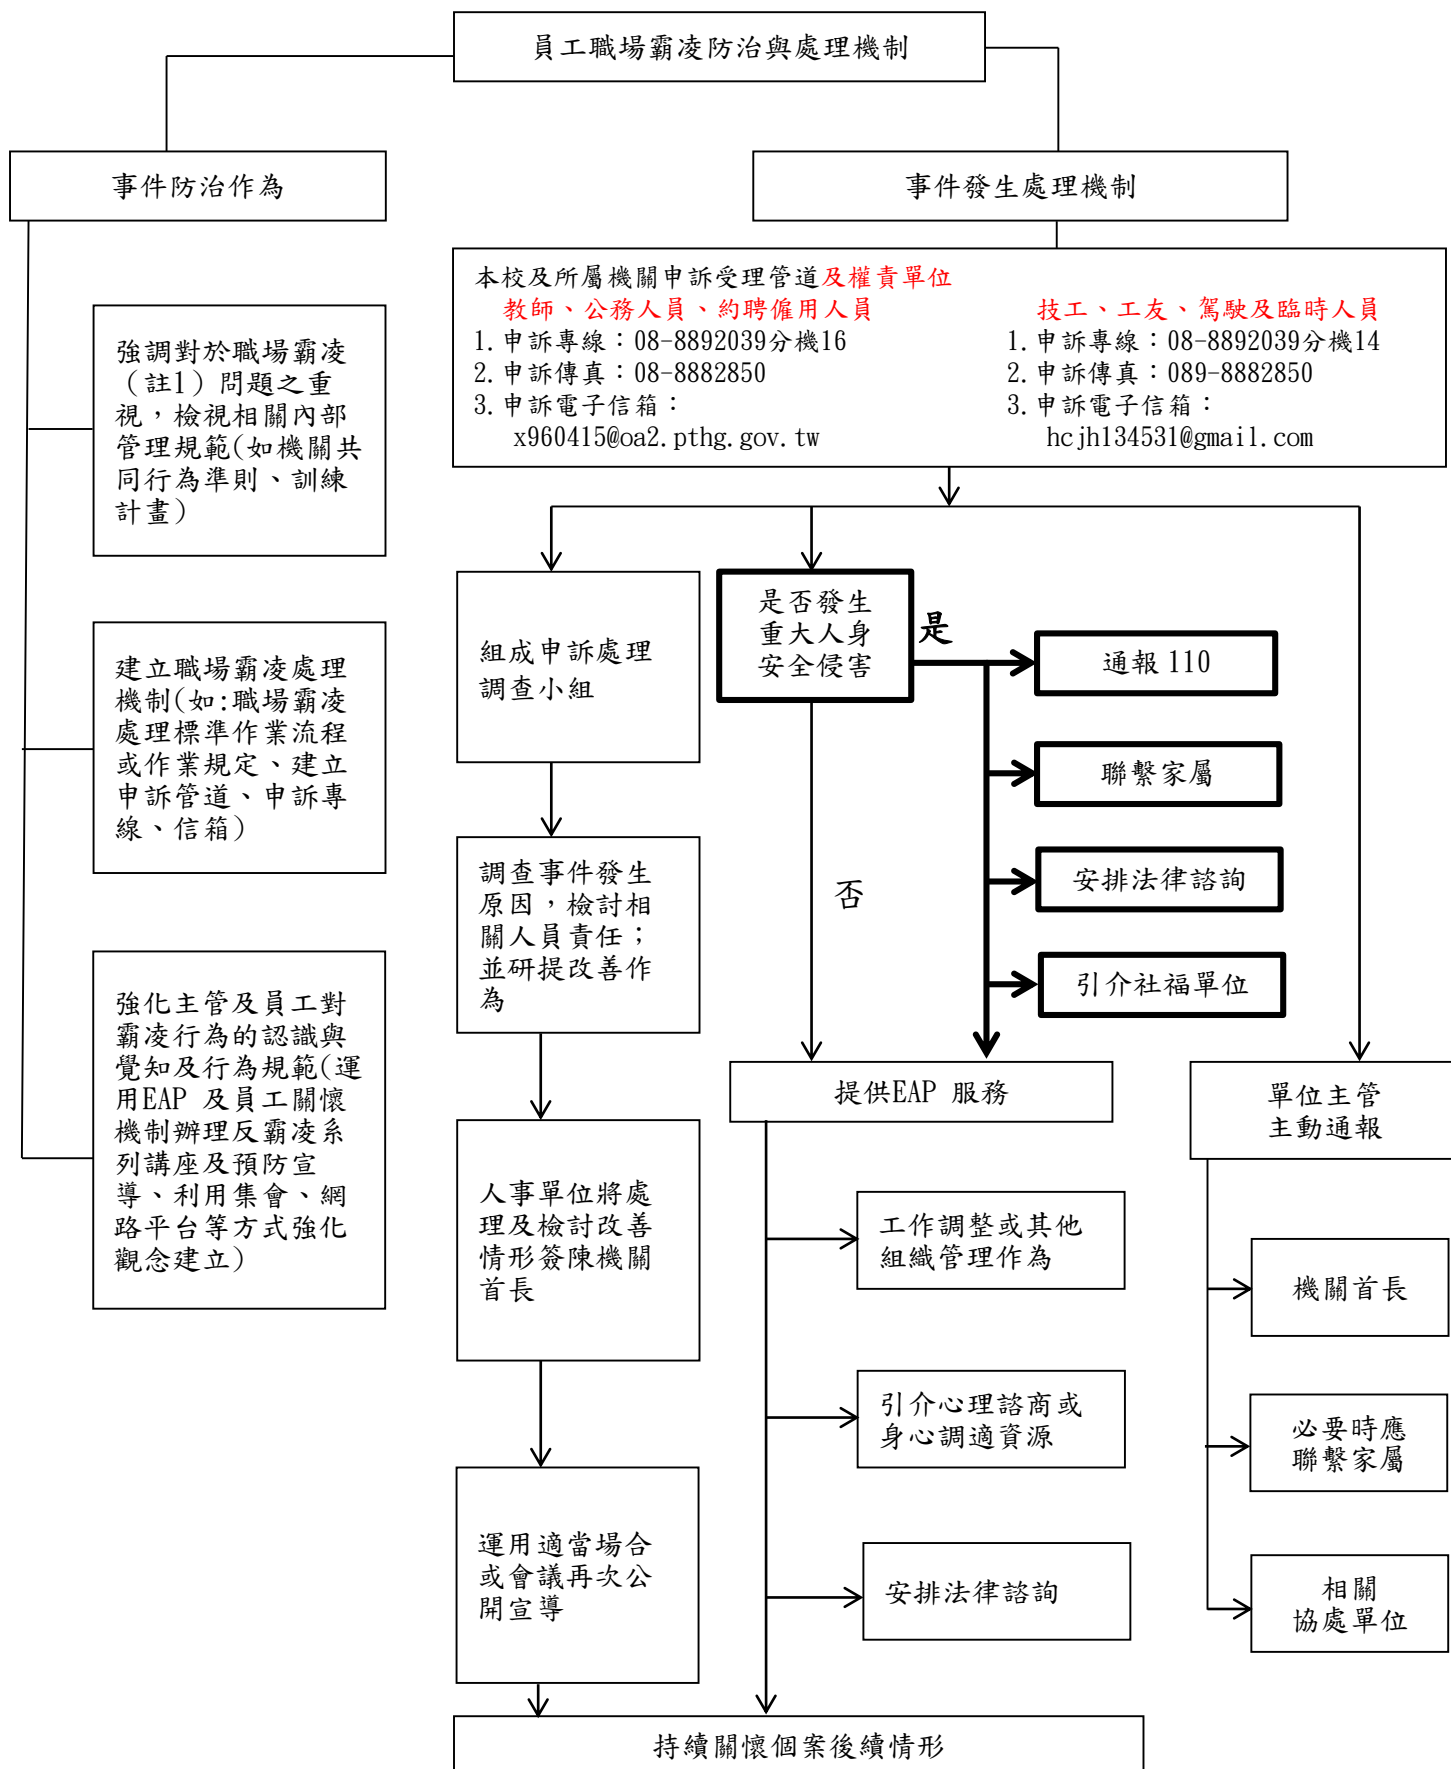 員工職場霸凌防治與處理機制
事件防治作為
事件發生處理機制
強調對於職場霸凌
（註1）問題之重
視，檢視相關內部
管理規範(如機關共
同行為準則、訓練
計畫)
建立職場霸凌處理
機制(如:職場霸凌
處理標準作業流程
或作業規定、建立
申訴管道、申訴專
線、信箱)
強化主管及員工對
霸凌行為的認識與
覺知及行為規範(運
用EAP 及員工關懷
機制辦理反霸凌系
列講座及預防宣
導、利用集會、網
路平台等方式強化
觀念建立)
本校及所屬機關申訴受理管道及權責單位
教師、公務人員、約聘僱用人員
1.申訴專線：08-8892039分機16
2.申訴傳真：08-8882850
3.申訴電子信箱：
x960415@oa2.pthg.gov.tw
技工、工友、駕駛及臨時人員
1.申訴專線：08-8892039分機14
2.申訴傳真：089-8882850
3.申訴電子信箱：
hcjh134531@gmail.com
組成申訴處理
調查小組
調查事件發生
原因，檢討相
關人員責任；
並研提改善作
為
人事單位將處
理及檢討改善
情形簽陳機關
首長
運用適當場合
或會議再次公
開宣導
是否發生
重大人身
安全侵害
是
否
通報 110
聯繫家屬
安排法律諮詢
引介社福單位
提供EAP 服務
工作調整或其他
組織管理作為
引介心理諮商或
身心調適資源
安排法律諮詢
單位主管
主動通報
機關首長
必要時應
聯繫家屬
相關
協處單位
持續關懷個案後續情形